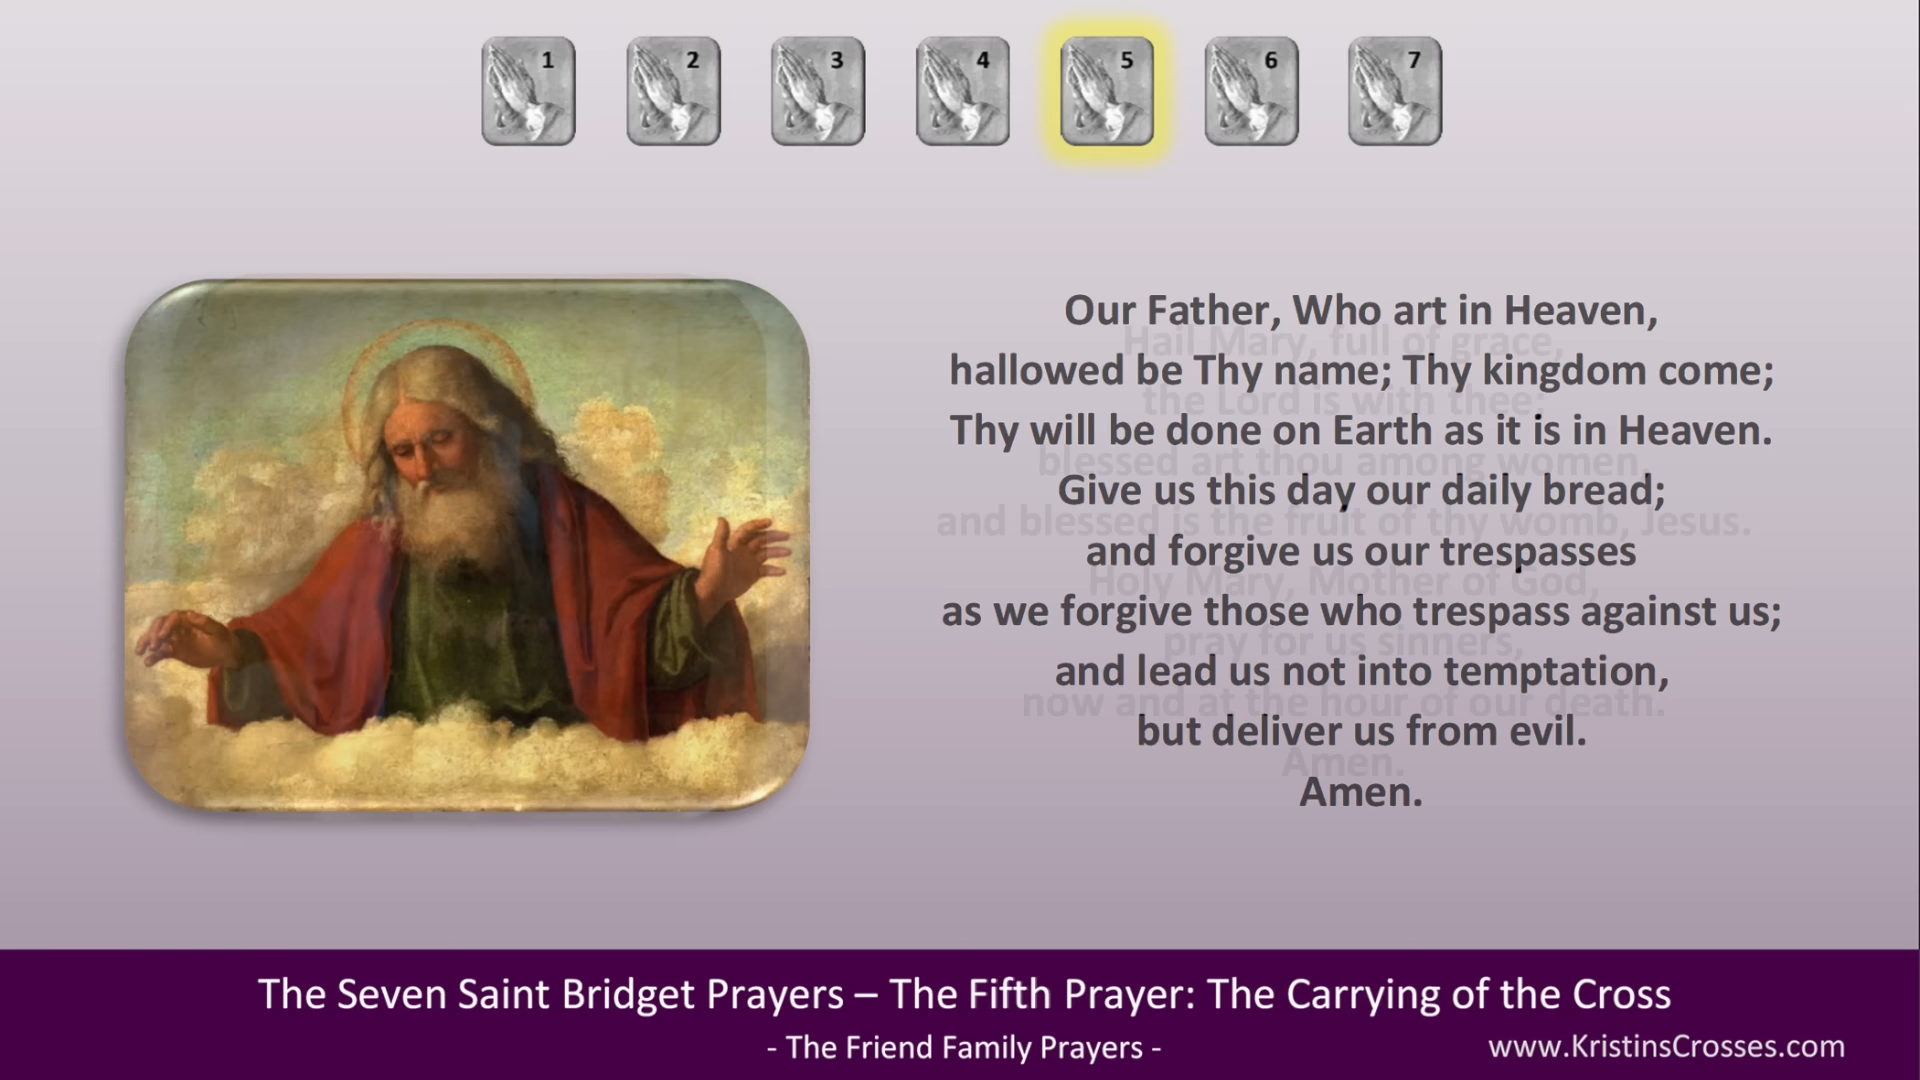 1 2 3 4 5 6 7
Our Father, Who art in Heaven,
Hail Mary, full of grace,
hallowed be Thy name; Thy kingdom come;
the Lord is with thee;
Thy will be done on Earth as it is in Heaven.
blessed art thou among women,
Give us this day our daily bread;
and blessed is the fruit of thy womb, Jesus.
and forgive us our trespasses
Holy Mary, Mother of God,
as we forgive those who trespass against us;
pray for us sinners,
and lead us not into temptation,
now and at the hour of our death.
but deliver us from evil.
Amen.
Amen.
The Seven Saint Bridget Prayers – The Fifth Prayer: The Carrying of the Cross
- The Friend Family Prayers -
www.KristinsCrosses.com